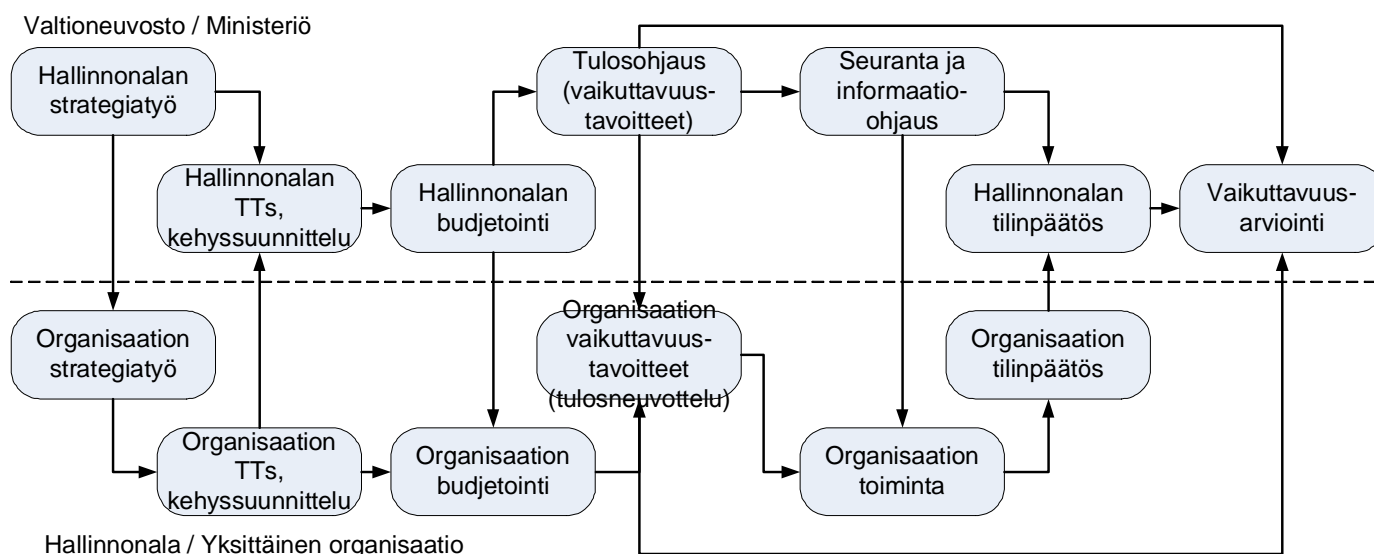 Valtioneuvosto / Ministeriö
Hallinnonalan
strategiatyö
Tulosohjaus
(vaikuttavuus-
tavoitteet)
Seuranta ja
informaatio-
ohjaus
Hallinnonalan
TTs,
kehyssuunnittelu
Hallinnonalan
budjetointi
Hallinnonalan
tilinpäätös
Vaikuttavuus-
arviointi
Organisaation
strategiatyö
Organisaation
vaikuttavuus-
tavoitteet
(tulosneuvottelu)
Organisaation
tilinpäätös
Organisaation
TTs,
kehyssuunnittelu
Organisaation
budjetointi
Organisaation
toiminta
Hallinnonala / Yksittäinen organisaatio